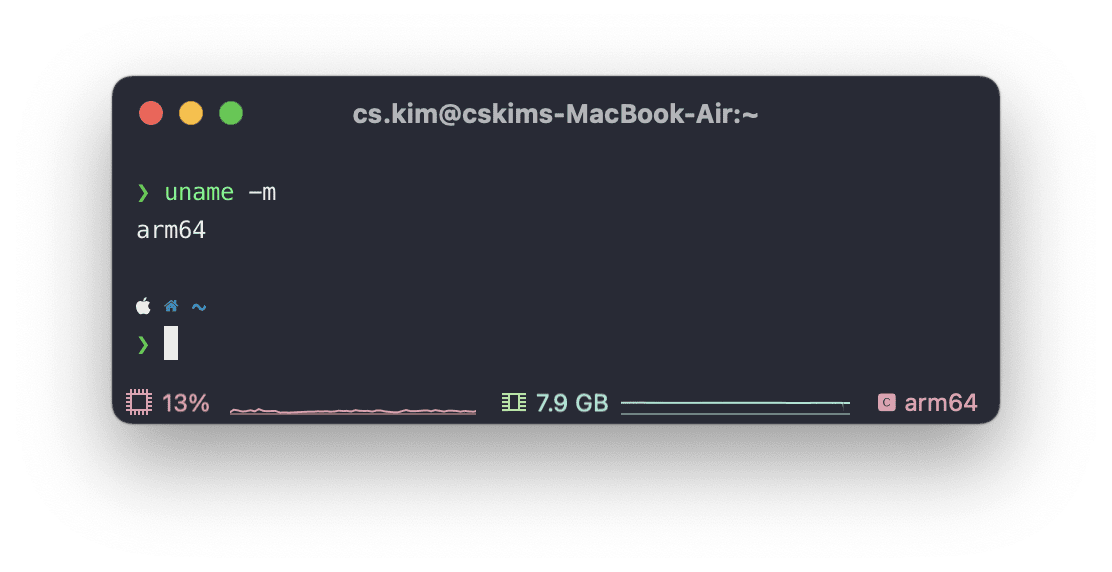 cs.kim@cskims-MacBook-Air:~
❯ uname -m
arm64
~
❯
13% 7.9 GB C arm64